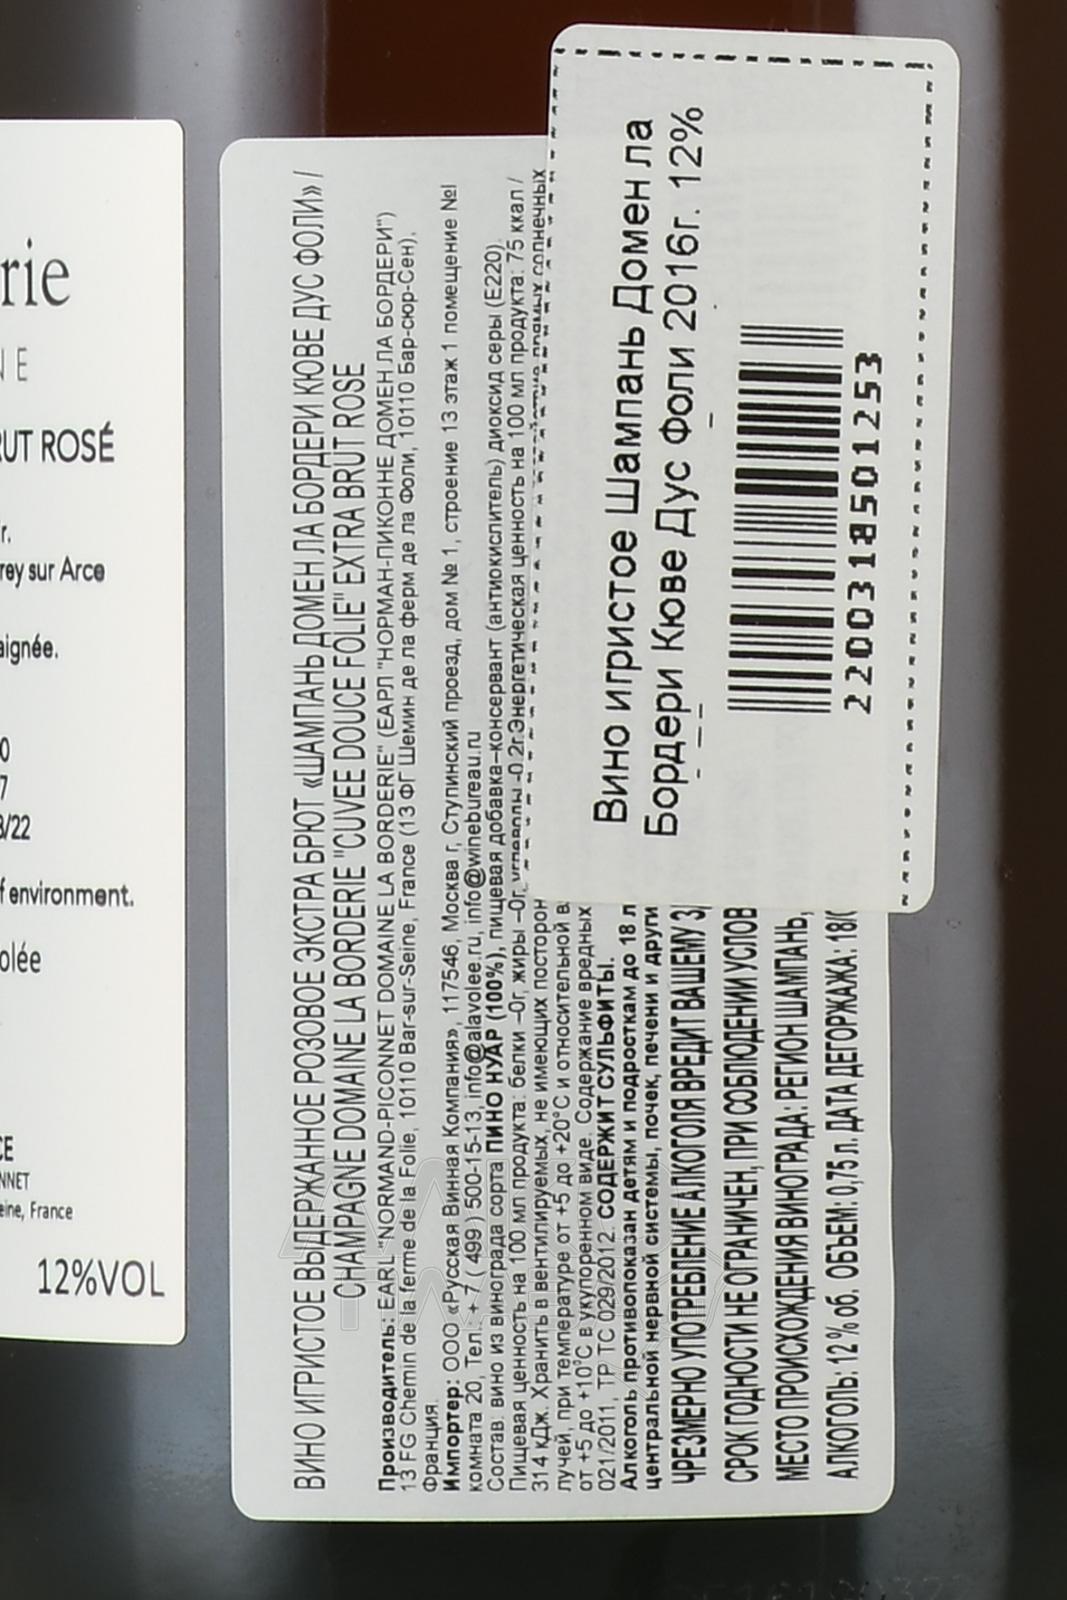 rie
NE
UT ROSÉ
r.
rey sur Arce
aignée.
0
7
3/22
f environment.
olée
CE
NNET
eine, France
12%VOL
ВИНО ИГРИСТОЕ ВЫДЕРЖАННОЕ РОЗОВОЕ ЭКСТРА БРЮТ «ШАМПАНЬ ДОМЕН ЛА БОРДЕРИ КЮВЕ ДУС ФОЛИ» /
CHAMPAGNE DOMAINE LA BORDERIE "CUVEE DOUCE FOLIE" EXTRA BRUT ROSE
Производитель: EARL "NORMAND-PICONNET DOMAINE LA BORDERIE" (ЕАРЛ "НОРМАН-ПИКОННЕ ДОМЕН ЛА БОРДЕРИ")
13 FG Chemin de la ferme de la Folie, 10110 Bar-sur-Seine, France (13 ФГ Шемин де ла ферм де ла Фоли, 10110 Бар-сюр-Сен),
Франция.
Импортер: ООО «Русская Винная Компания», 117546, Москва г, Ступинский проезд, дом № 1, строение 13 этаж 1 помещение №I
комната 20, Тел.: + 7 ( 499 ) 500-15-13, info@alavolee.ru, info@winebureau.ru
Состав: вино из винограда сорта ПИНО НУАР (100%), пищевая добавка-консервант (антиокислитель) диоксид серы (Е220).
Пищевая ценность на 100 мл продукта: белки –0г, жиры –0г, углеводы -0.2г.Энергетическая ценность на 100 мл продукта: 75 ккал /
314 кДж. Хранить в вентилируемых, не имеющих посторон прямых солнечных
лучей, при температуре от +5 до +20°С и относительной в
от +5 до +10°С в укупоренном виде. Содержание вредных
021/2011, ТР ТС 029/2012. СОДЕРЖИТ СУЛЬФИТЫ.
Алкоголь противопоказан детям и подросткам до 18 л
центральной нервной системы, почек, печени и други
ЧРЕЗМЕРНО УПОТРЕБЛЕНИЕ АЛКОГОЛЯ ВРЕДИТ ВАШЕМУ З
СРОК ГОДНОСТИ НЕ ОГРАНИЧЕН, ПРИ СОБЛЮДЕНИИ УСЛОВ
МЕСТО ПРОИСХОЖДЕНИЯ ВИНОГРАДА: РЕГИОН ШАМПАНЬ,
АЛКОГОЛЬ: 12 % об. ОБЪЕМ: 0,75 л. ДАТА ДЕГОРЖАЖА: 18/0
Вино игристое Шампань Домен ла
Бордери Кюве Дус Фоли 2016г. 12%
2200318501253